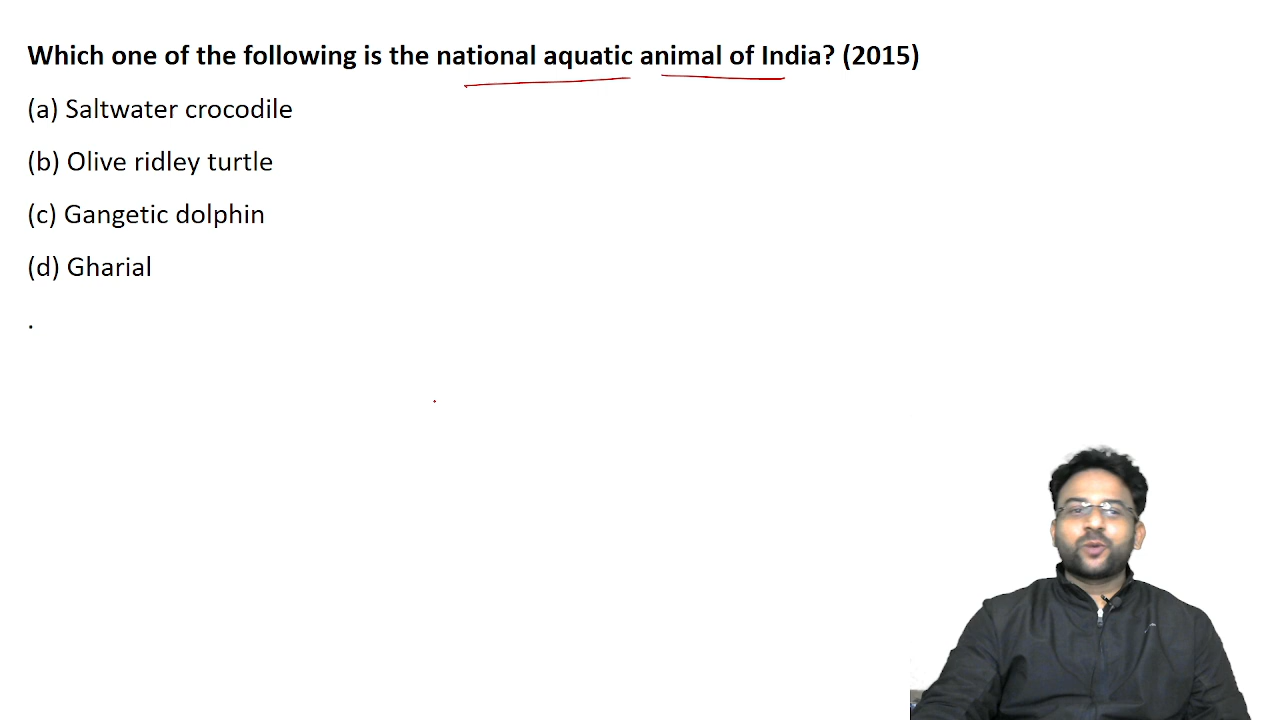 Which one of the following is the national aquatic animal of India? (2015)
(a) Saltwater crocodile
(b) Olive ridley turtle
(c) Gangetic dolphin
(d) Gharial
.